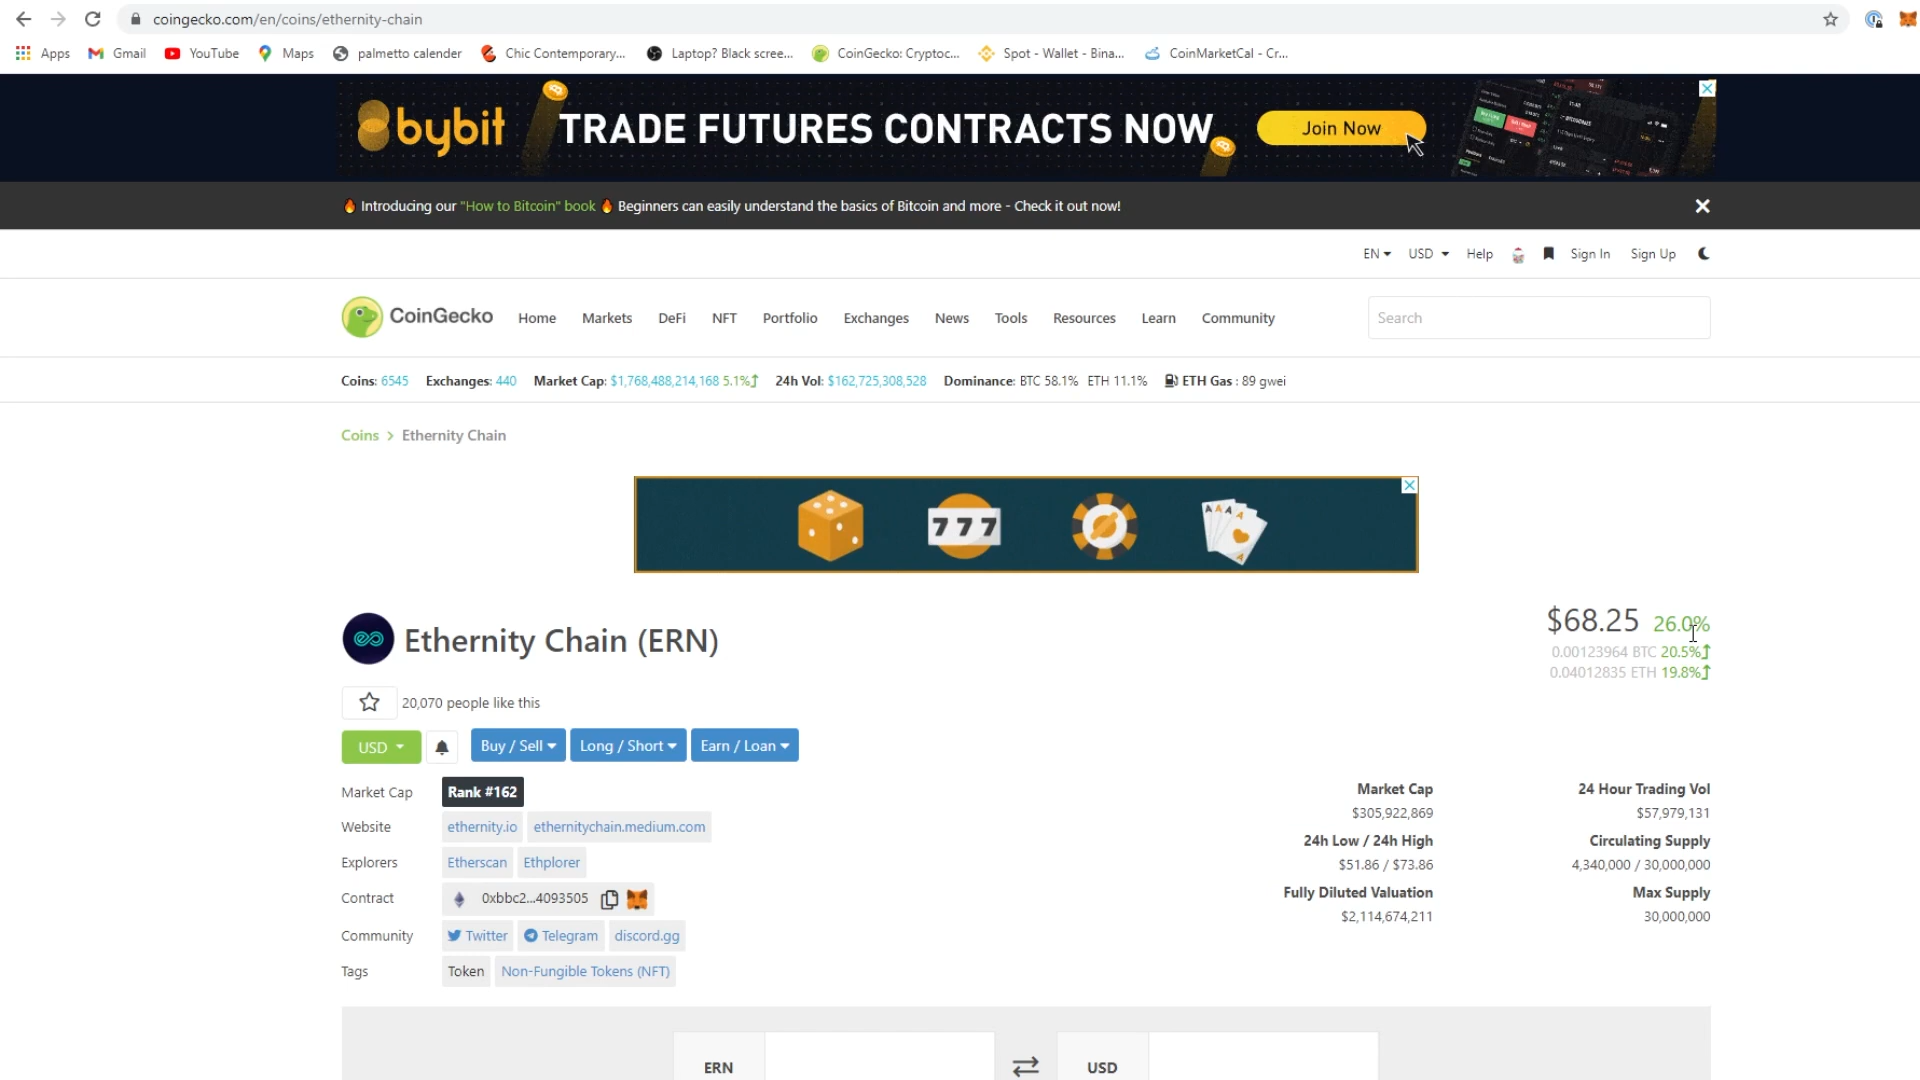 coingecko.com/en/coins/ethernity-chain
Apps Gmail YouTube Maps palmetto calender Chic Contemporary... Laptop? Black scree... CoinGecko: Cryptoc... Spot - Wallet - Bina... CoinMarketCal - Cr...
bybit TRADE FUTURES CONTRACTS NOW Join Now
Introducing our "How to Bitcoin" book Beginners can easily understand the basics of Bitcoin and more - Check it out now!
EN USD Help Sign In Sign Up
CoinGecko Home Markets DeFi NFT Portfolio Exchanges News Tools Resources Learn Community Search
Coins: 6545 Exchanges: 440 Market Cap: $1,768,488,214,168 5.1% 24h Vol: $162,725,308,528 Dominance: BTC 58.1% ETH 11.1% ETH Gas : 89 gwei
Coins > Ethernity Chain
777
A A A A
A
Ethernity Chain (ERN)
$68.25 26.0%
0.00123964 BTC 20.5%
0.04012835 ETH 19.8%
20,070 people like this
USD Buy / Sell Long / Short Earn / Loan
Market Cap Rank #162
Website ethernity.io ethernitychain.medium.com
Explorers Etherscan Ethplorer
Contract 0xbbc2...4093505
Community Twitter Telegram discord.gg
Tags Token Non-Fungible Tokens (NFT)
Market Cap
$305,922,869
24h Low / 24h High
$51.86 / $73.86
Fully Diluted Valuation
$2,114,674,211
24 Hour Trading Vol
$57,979,131
Circulating Supply
4,340,000 / 30,000,000
Max Supply
30,000,000
ERN USD